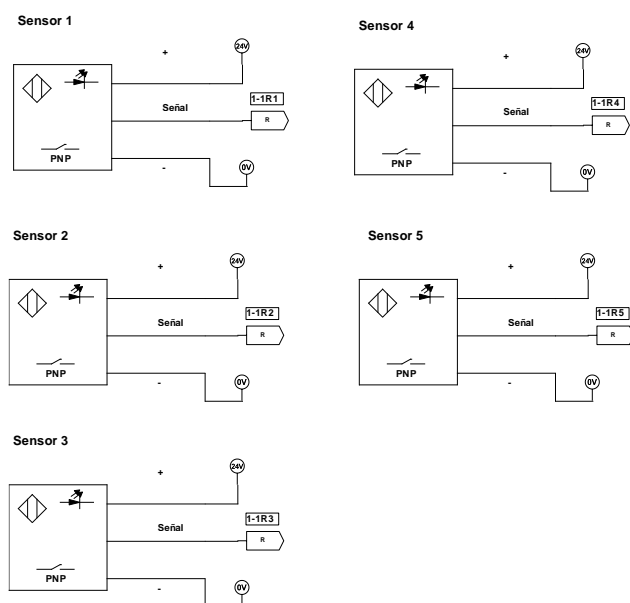 Sensor 1
+
24V
Señal
1-1R1
R
PNP
-
0V
Sensor 4
+
24V
Señal
1-1R4
R
PNP
-
0V
Sensor 2
+
24V
Señal
1-1R2
R
PNP
-
0V
Sensor 5
+
24V
Señal
1-1R5
R
PNP
-
0V
Sensor 3
+
24V
Señal
1-1R3
R
PNP
-
0V